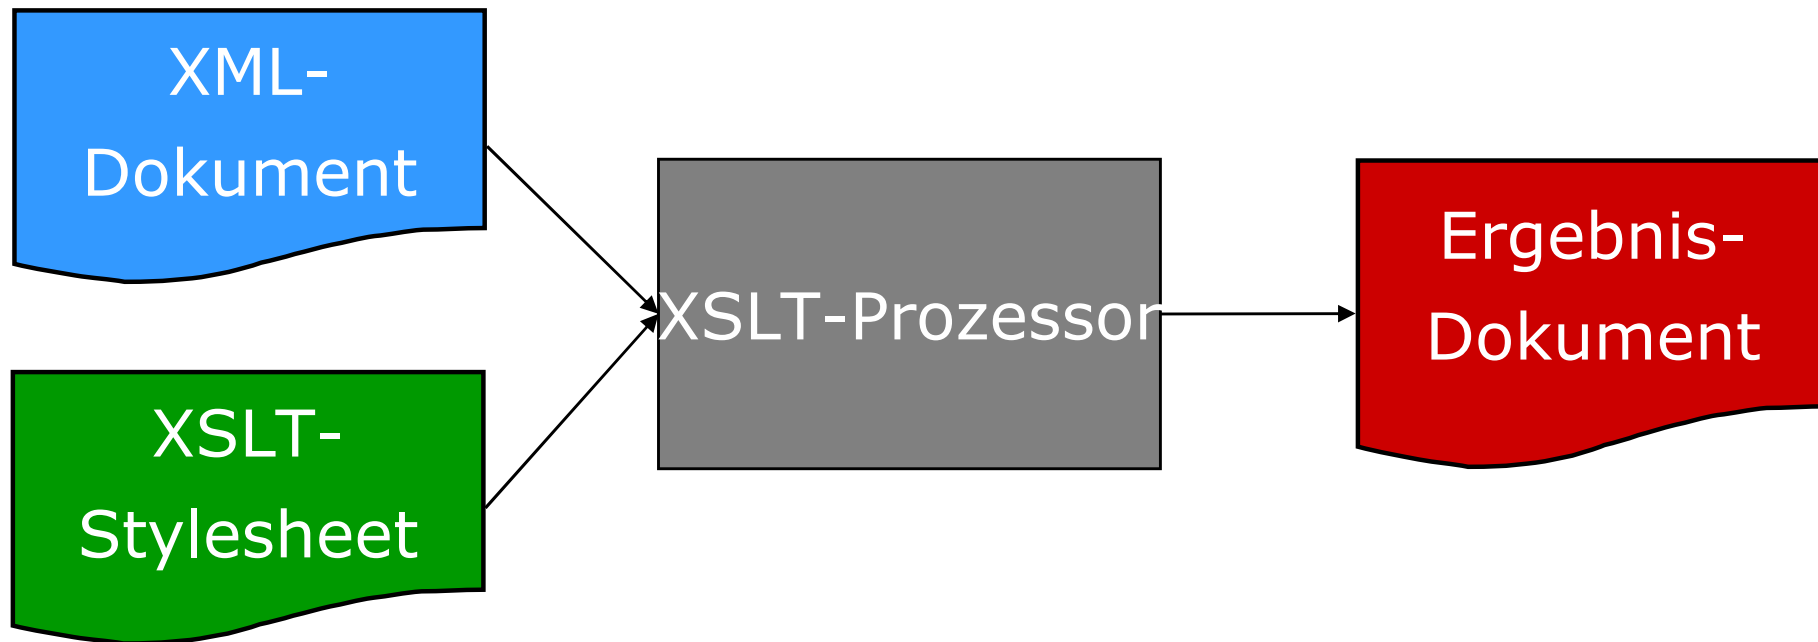 XML-
Dokument
XSLT-
Stylesheet
XSLT-Prozessor
Ergebnis-
Dokument